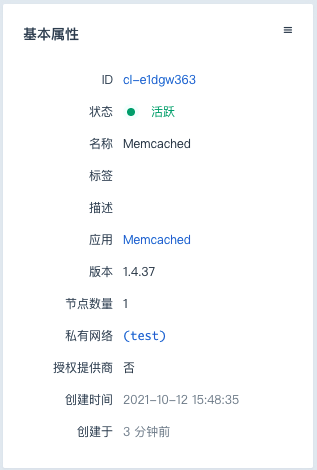 基本属性
ID cl-e1dgw363
状态 活跃
名称 Memcached
标签
描述
应用 Memcached
版本 1.4.37
节点数量 1
私有网络 (test)
授权提供商 否
创建时间 2021-10-12 15:48:35
创建于 3 分钟前